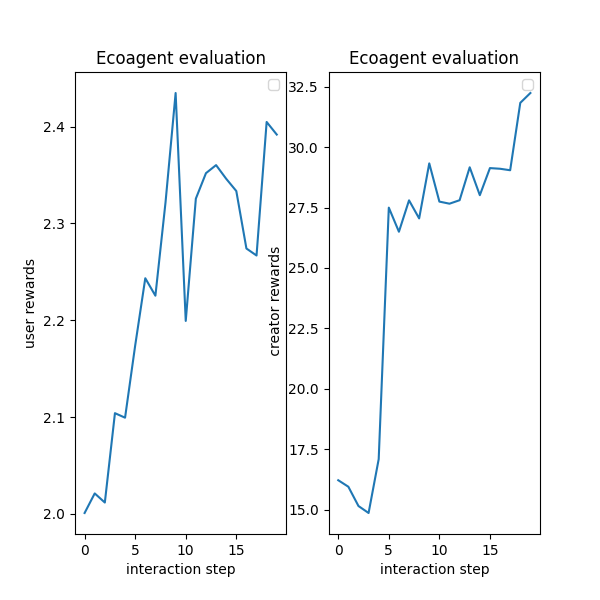 Ecoagent evaluation
user rewards
2.4
2.3
2.2
2.1
2.0
0 5 10 15
interaction step
Ecoagent evaluation
creator rewards
32.5
30.0
27.5
25.0
22.5
20.0
17.5
15.0
0 5 10 15
interaction step